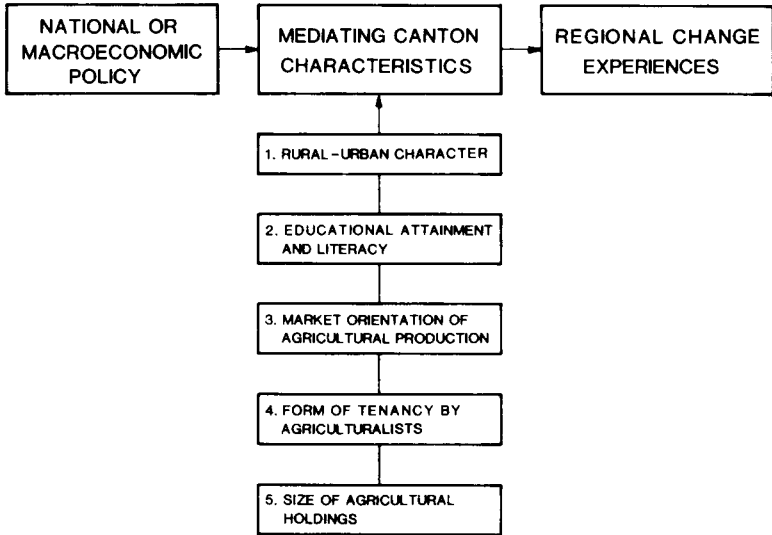 NATIONAL OR
MACROECONOMIC
POLICY
MEDIATING CANTON
CHARACTERISTICS
REGIONAL CHANGE
EXPERIENCES
1. RURAL-URBAN CHARACTER
2. EDUCATIONAL ATTAINMENT
AND LITERACY
3. MARKET ORIENTATION OF
AGRICULTURAL PRODUCTION
4. FORM OF TENANCY BY
AGRICULTURALISTS
5. SIZE OF AGRICULTURAL
HOLDINGS